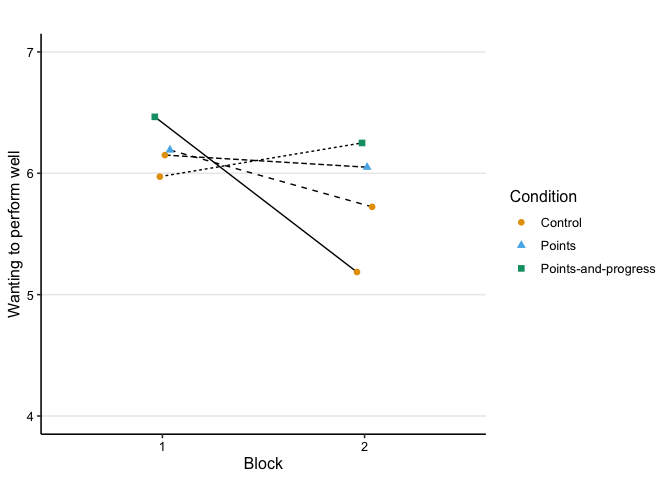 7
6
5
4
Wanting to perform well
1
2
Block
Condition
Control
Points
Points-and-progress